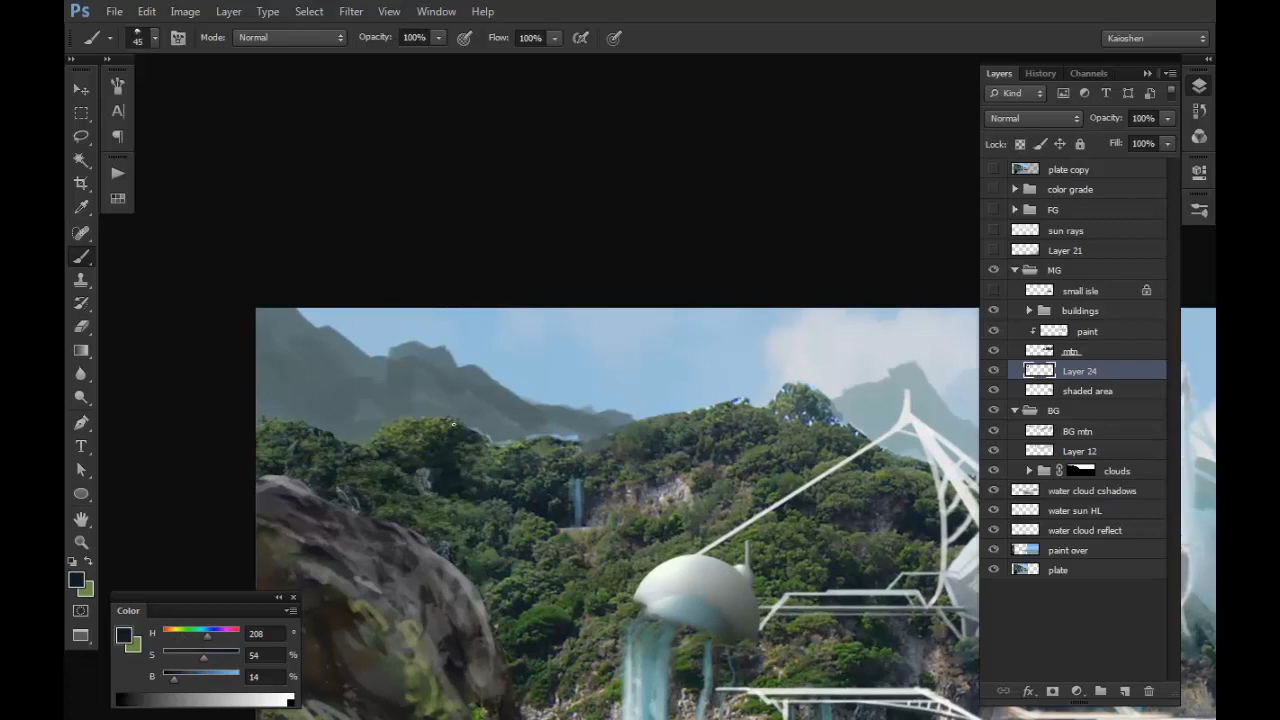 Ps File Edit Image Layer Type Select Filter View Window Help
45 Mode: Normal Opacity: 100% Flow: 100% Kaioshen
Layers History Channels
Kind
Normal Opacity: 100%
Lock: Fill: 100%
plate copy
color grade
FG
sun rays
Layer 21
MG
small isle
buildings
paint
mtn
Layer 24
shaded area
BG
BG mtn
Layer 12
clouds
water cloud cshadows
water sun HL
water cloud reflect
paint over
plate
Color
H 208 °
S 54 %
B 14 %
fx